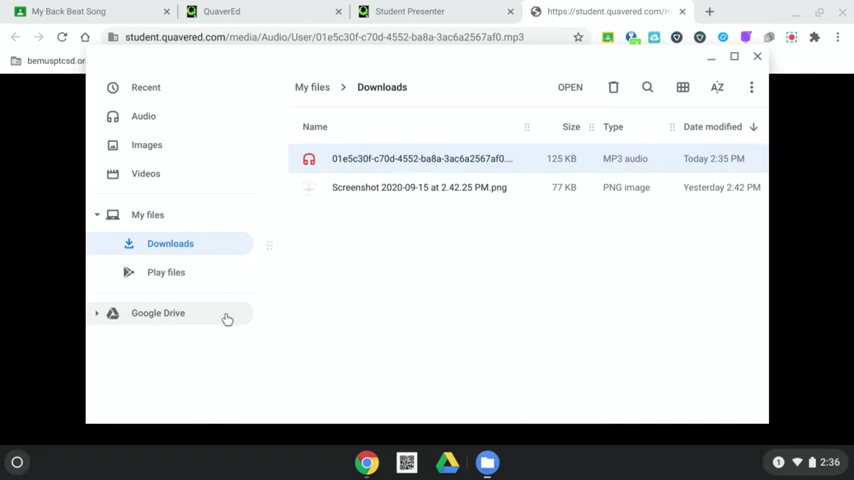 My Back Beat Song
QuaverEd
Student Presenter
https://student.quavered.com/m
student.quavered.com/media/Audio/User/01e5c30f-c70d-4552-ba8a-3ac6a2567af0.mp3
bemusptcsd.or
Recent
Audio
Images
Videos
My files
Downloads
Play files
Google Drive
My files > Downloads
OPEN
AZ
Name Size Type Date modified
01e5c30f-c70d-4552-ba8a-3ac6a2567af0.... 125 KB MP3 audio Today 2:35 PM
Screenshot 2020-09-15 at 2.42.25 PM.png 77 KB PNG image Yesterday 2:42 PM
1 2:36